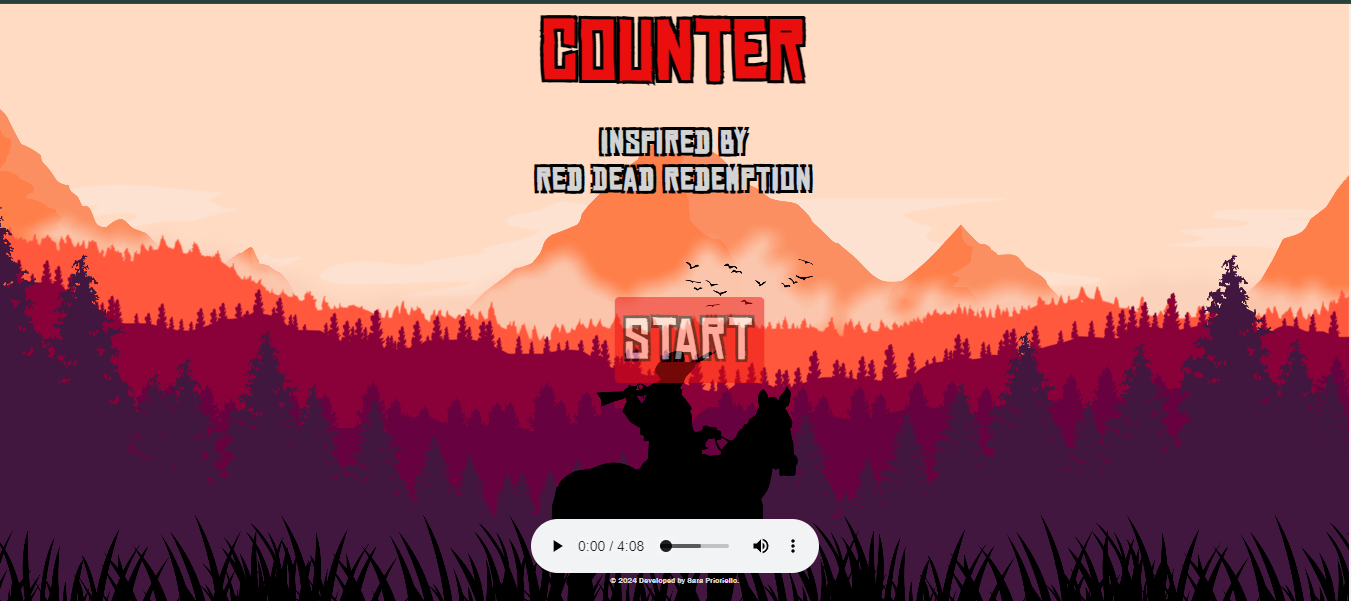 COUNTER
INSPIRED BY
RED DEAD REDEMPTION
START
0:00 / 4:08
© 2024 Developed by Sara Prioriello.